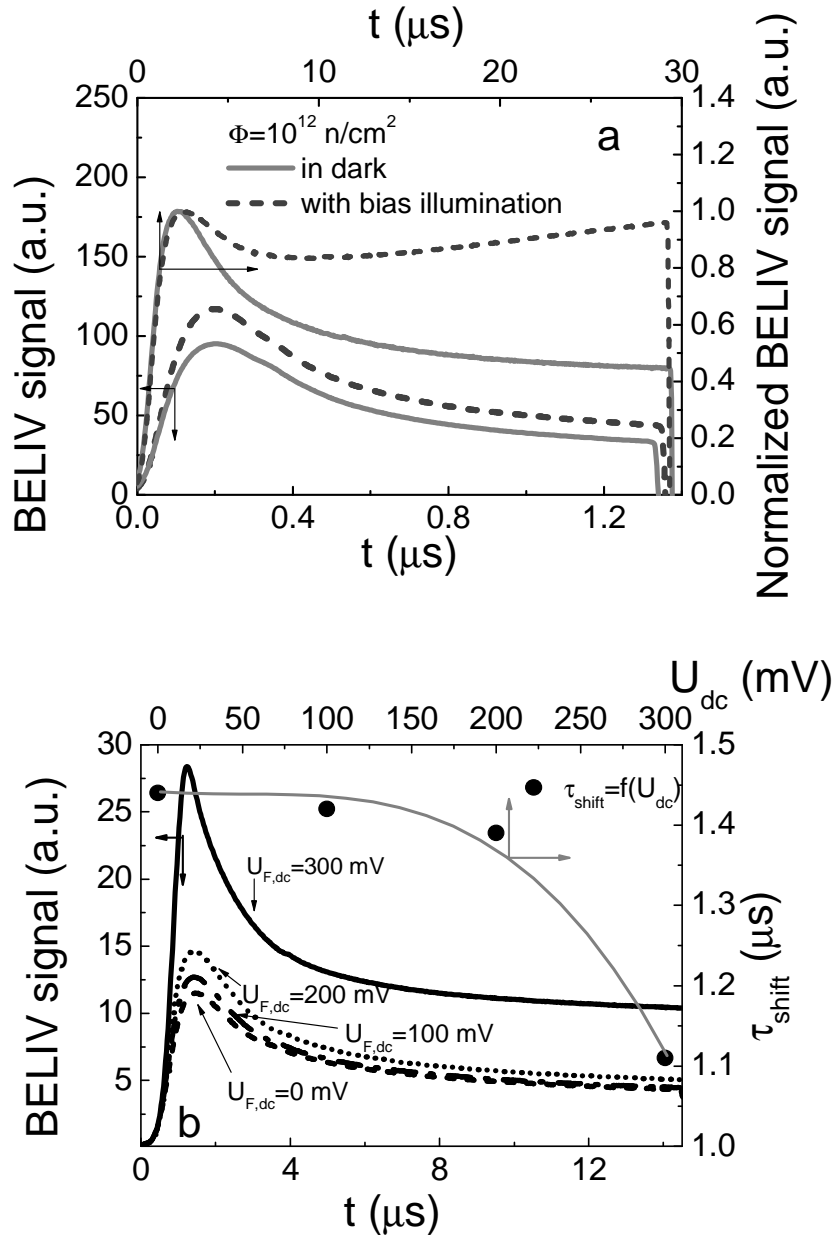 t (μs)
0 10 20 30
250 1.4
Φ=10¹² n/cm² a
in dark
with bias illumination
200 1.2
1.0
150 0.8
100 0.6
0.4
50 0.2
0 0.0
BELIV signal (a.u.)
Normalized BELIV signal (a.u.)
0.0 0.4 0.8 1.2
t (μs)
U_dc (mV)
0 50 100 150 200 250 300
30 1.5
τ_shift=f(U_dc)
25 1.4
U_F,dc=300 mV
20 1.3
15 1.2
U_F,dc=200 mV
10 U_F,dc=100 mV 1.1
5 U_F,dc=0 mV
b 1.0
BELIV signal (a.u.)
τ_shift (μs)
0 4 8 12
t (μs)